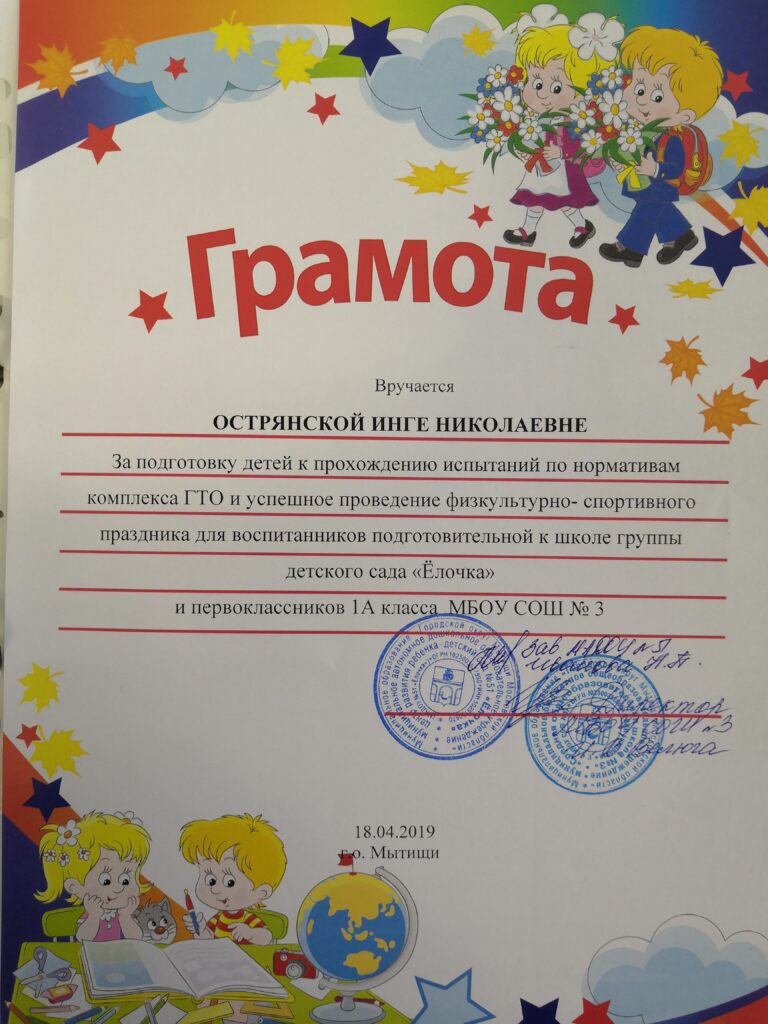 Грамота
Вручается
ОСТРЯНСКОЙ ИНГЕ НИКОЛАЕВНЕ
За подготовку детей к прохождению испытаний по нормативам
комплекса ГТО и успешное проведение физкультурно- спортивного
праздника для воспитанников подготовительной к школе группы
детского сада «Ёлочка»
и первоклассников 1А класса МБОУ СОШ № 3
Зав
Директор
18.04.2019
г.о. Мытищи